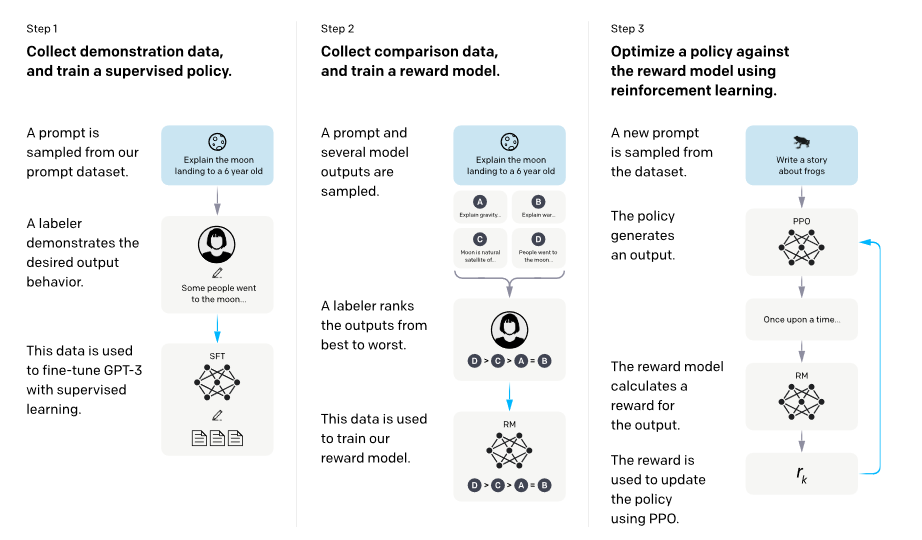 Step 1
Collect demonstration data,
and train a supervised policy.
A prompt is
sampled from our
prompt dataset.
Explain the moon
landing to a 6 year old
A labeler
demonstrates the
desired output
behavior.
Some people went
to the moon...
This data is used
to fine-tune GPT-3
with supervised
learning.
SFT
Step 2
Collect comparison data,
and train a reward model.
A prompt and
several model
outputs are
sampled.
Explain the moon
landing to a 6 year old
A
Explain gravity...
B
Explain war...
C
Moon is natural
satellite of...
D
People went to
the moon...
A labeler ranks
the outputs from
best to worst.
D > C > A = B
This data is used
to train our
reward model.
RM
D > C > A = B
Step 3
Optimize a policy against
the reward model using
reinforcement learning.
A new prompt
is sampled from
the dataset.
Write a story
about frogs
The policy
generates
an output.
PPO
Once upon a time...
The reward model
calculates a
reward for
the output.
RM
The reward is
used to update
the policy
using PPO.
r_k